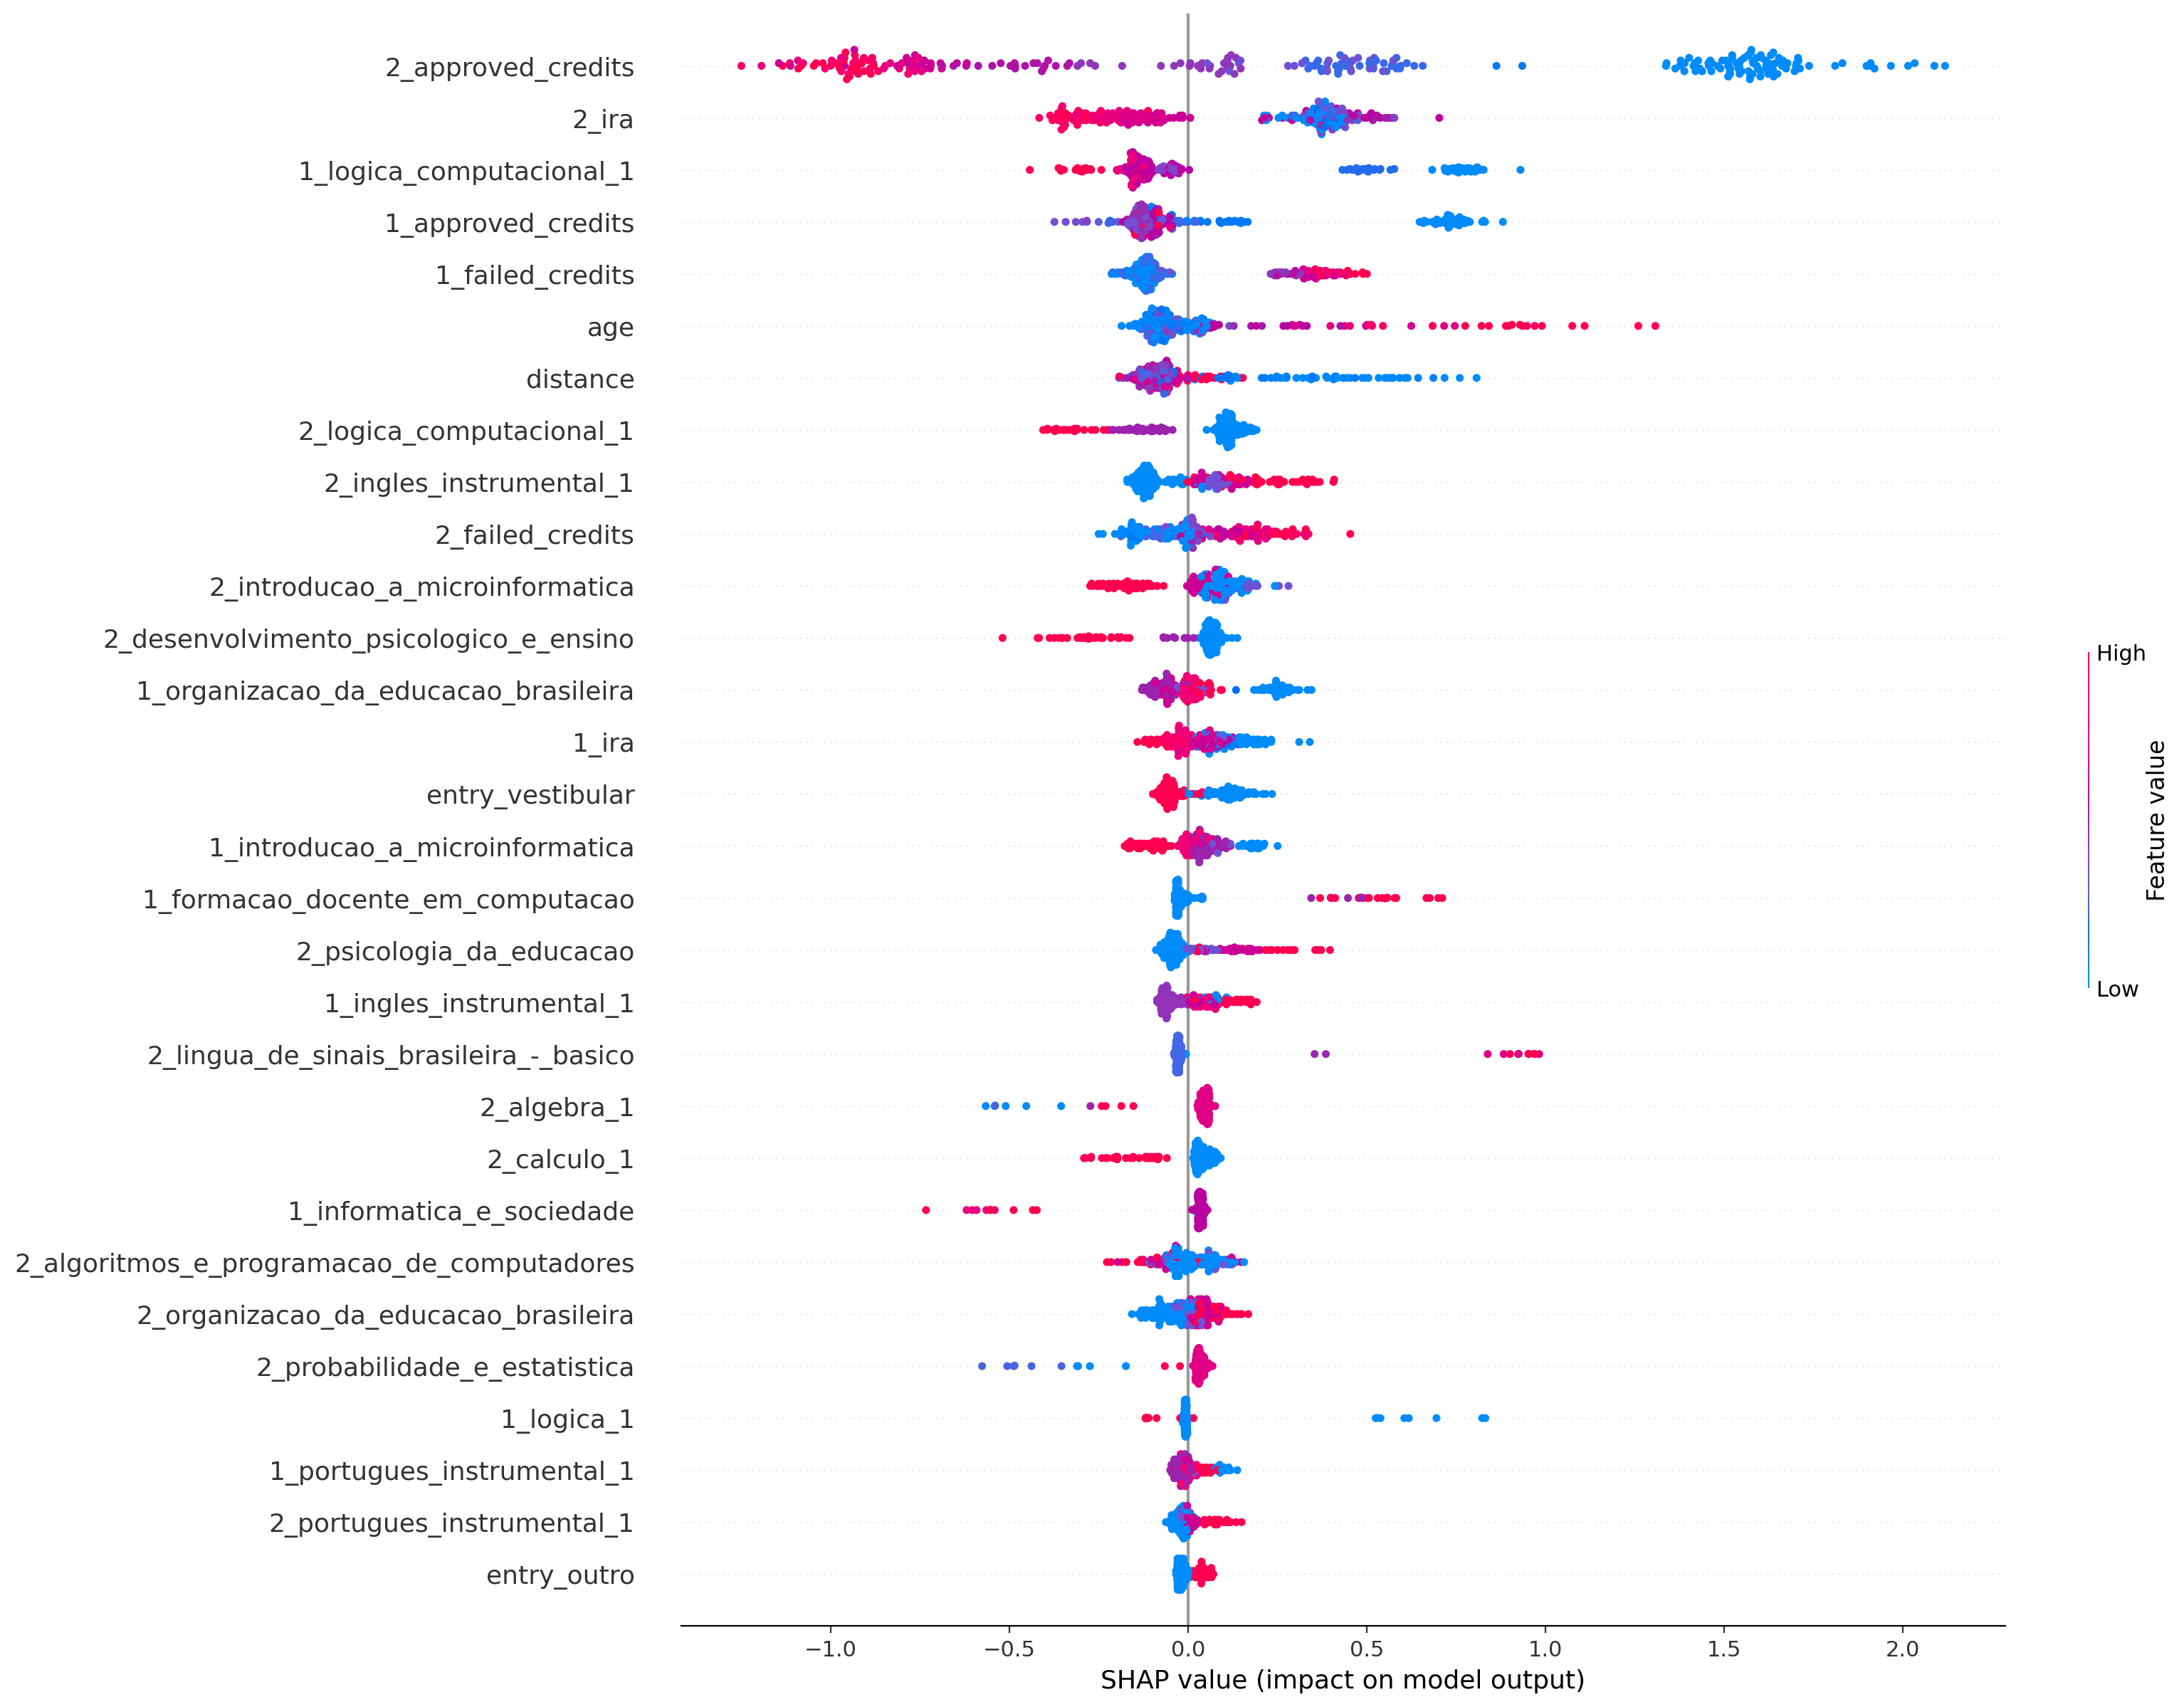 2_approved_credits
2_ira
1_logica_computacional_1
1_approved_credits
1_failed_credits
age
distance
2_logica_computacional_1
2_ingles_instrumental_1
2_failed_credits
2_introducao_a_microinformatica
2_desenvolvimento_psicologico_e_ensino
1_organizacao_da_educacao_brasileira
1_ira
entry_vestibular
1_introducao_a_microinformatica
1_formacao_docente_em_computacao
2_psicologia_da_educacao
1_ingles_instrumental_1
2_lingua_de_sinais_brasileira_-_basico
2_algebra_1
2_calculo_1
1_informatica_e_sociedade
2_algoritmos_e_programacao_de_computadores
2_organizacao_da_educacao_brasileira
2_probabilidade_e_estatistica
1_logica_1
1_portugues_instrumental_1
2_portugues_instrumental_1
entry_outro
−1.0 −0.5 0.0 0.5 1.0 1.5 2.0
SHAP value (impact on model output)
High
Feature value
Low